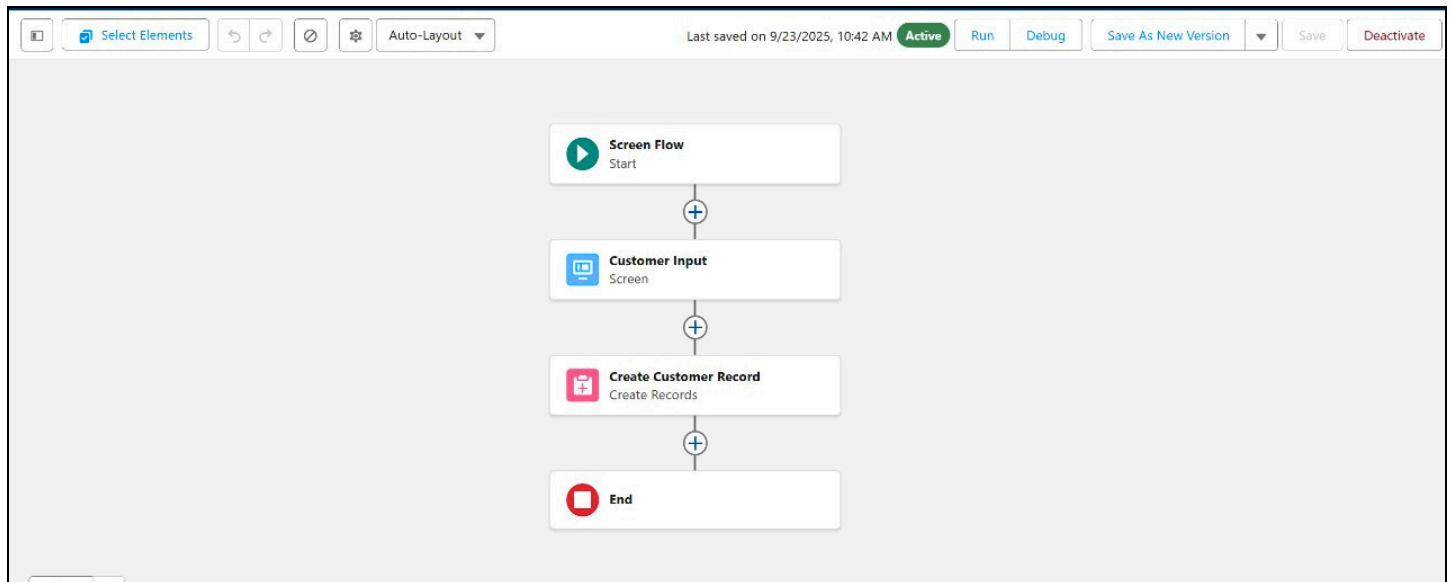 Select Elements
Auto-Layout
Last saved on 9/23/2025, 10:42 AM Active
Run
Debug
Save As New Version
Save
Deactivate
Screen Flow
Start
Customer Input
Screen
Create Customer Record
Create Records
End